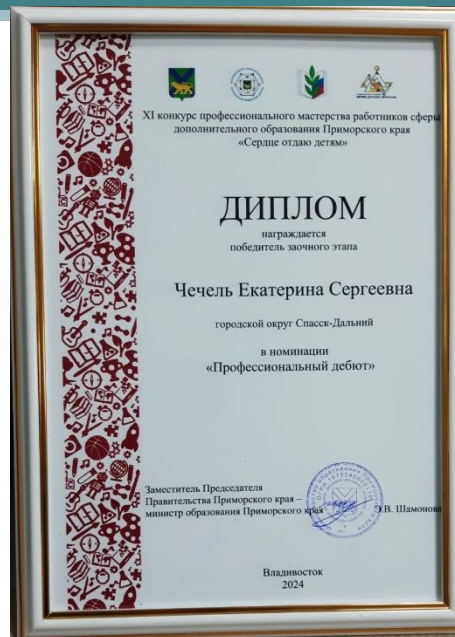 XI конкурс профессионального мастерства работников сферы
дополнительного образования Приморского края
«Сердце отдаю детям»
ДИПЛОМ
награждается
победитель заочного этапа
Чечель Екатерина Сергеевна
городской округ Спасск-Дальний
в номинации
«Профессиональный дебют»
Заместитель Председателя
Правительства Приморского края –
министр образования Приморского края Э.В. Шамонова
Владивосток
2024